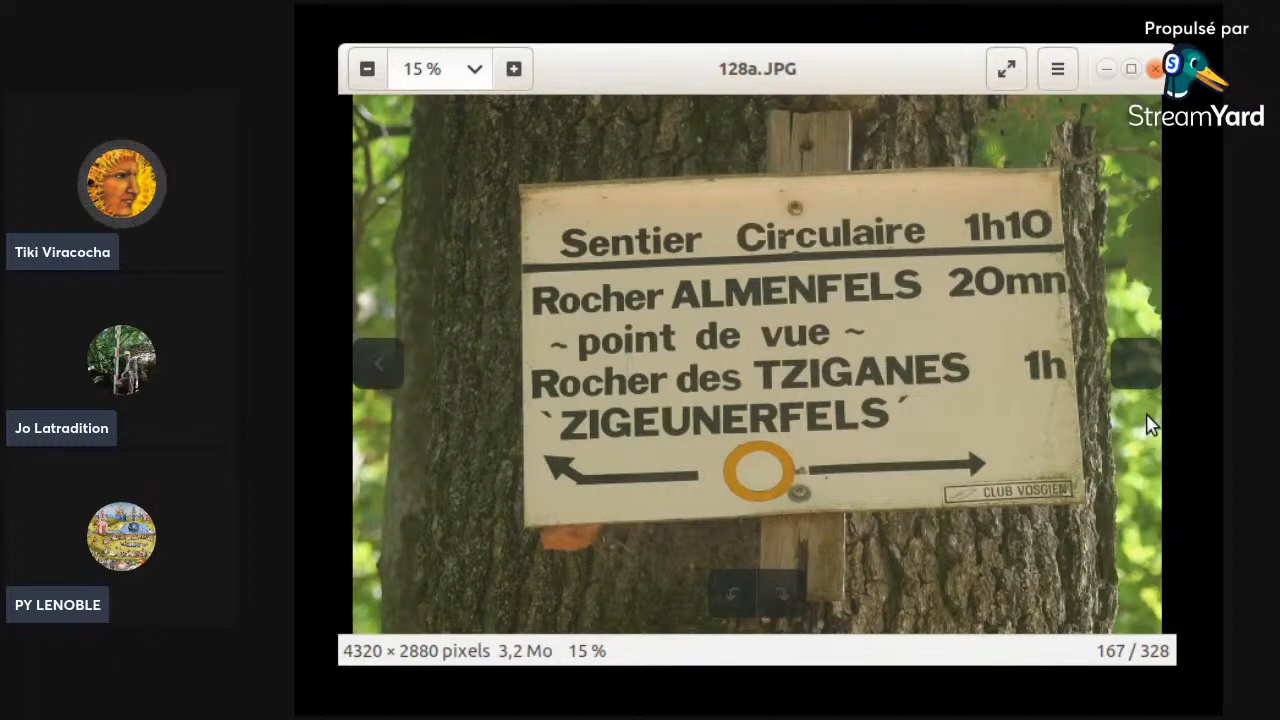 Propulsé par
StreamYard
15 %
128a.JPG
Tiki Viracocha
Jo Latradition
PY LENOBLE
Sentier Circulaire 1h10
Rocher ALMENFELS 20mn
~ point de vue ~
Rocher des TZIGANES 1h
`ZIGEUNERFELS´
CLUB VOSGIEN
4320 × 2880 pixels 3,2 Mo 15 %
167 / 328